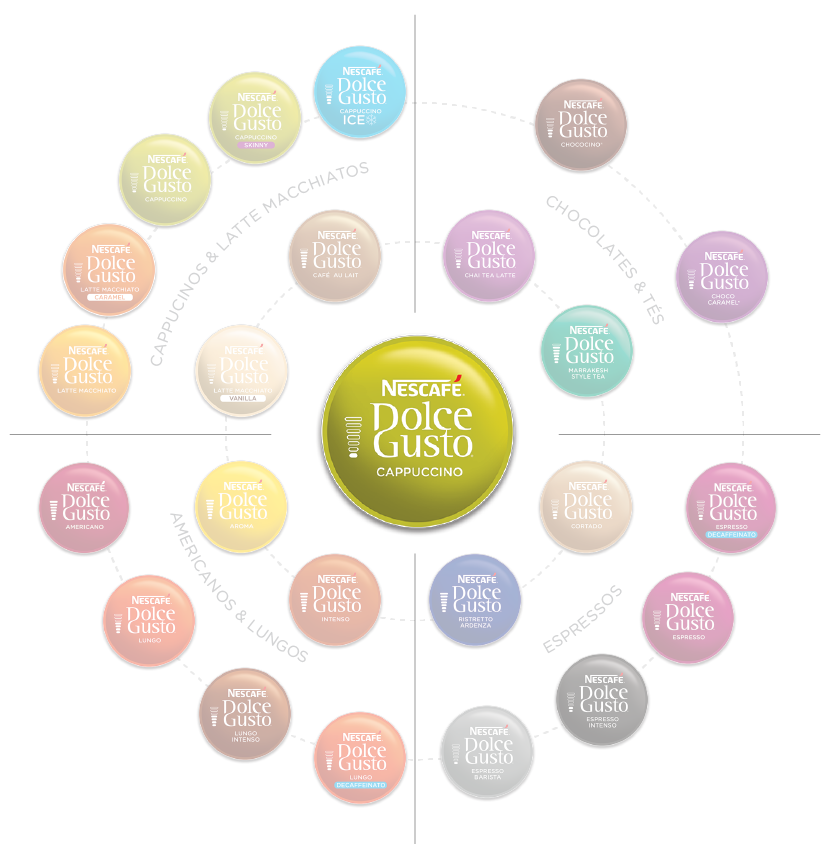 NESCAFÉ
Dolce
Gusto
CAPPUCCINO
ICE
NESCAFÉ
Dolce
Gusto
CAPPUCCINO
SKINNY
NESCAFÉ
Dolce
Gusto
CHOCOCINO
NESCAFÉ
Dolce
Gusto
CAPPUCCINO
CAPPUCINOS & LATTE MACCHIATOS
CHOCOLATES & TÉS
NESCAFÉ
Dolce
Gusto
LATTE MACCHIATO
CARAMEL
NESCAFÉ
Dolce
Gusto
CAFÉ AU LAIT
NESCAFÉ
Dolce
Gusto
CHAI TEA LATTE
NESCAFÉ
Dolce
Gusto
CHOCO
CARAMEL
NESCAFÉ
Dolce
Gusto
LATTE MACCHIATO
NESCAFÉ
Dolce
Gusto
LATTE MACCHIATO
VANILLA
NESCAFÉ
Dolce
Gusto
MARRAKESH
STYLE TEA
NESCAFÉ
Dolce
Gusto
CAPPUCCINO
NESCAFÉ
Dolce
Gusto
AMERICANO
NESCAFÉ
Dolce
Gusto
AROMA
NESCAFÉ
Dolce
Gusto
CORTADO
NESCAFÉ
Dolce
Gusto
ESPRESSO
DECAFFEINATO
AMERICANOS & LUNGOS
ESPRESSOS
NESCAFÉ
Dolce
Gusto
LUNGO
NESCAFÉ
Dolce
Gusto
INTENSO
NESCAFÉ
Dolce
Gusto
RISTRETTO
ARDENZA
NESCAFÉ
Dolce
Gusto
ESPRESSO
NESCAFÉ
Dolce
Gusto
LUNGO
INTENSO
NESCAFÉ
Dolce
Gusto
ESPRESSO
INTENSO
NESCAFÉ
Dolce
Gusto
LUNGO
DECAFFEINATO
NESCAFÉ
Dolce
Gusto
ESPRESSO
BARISTA